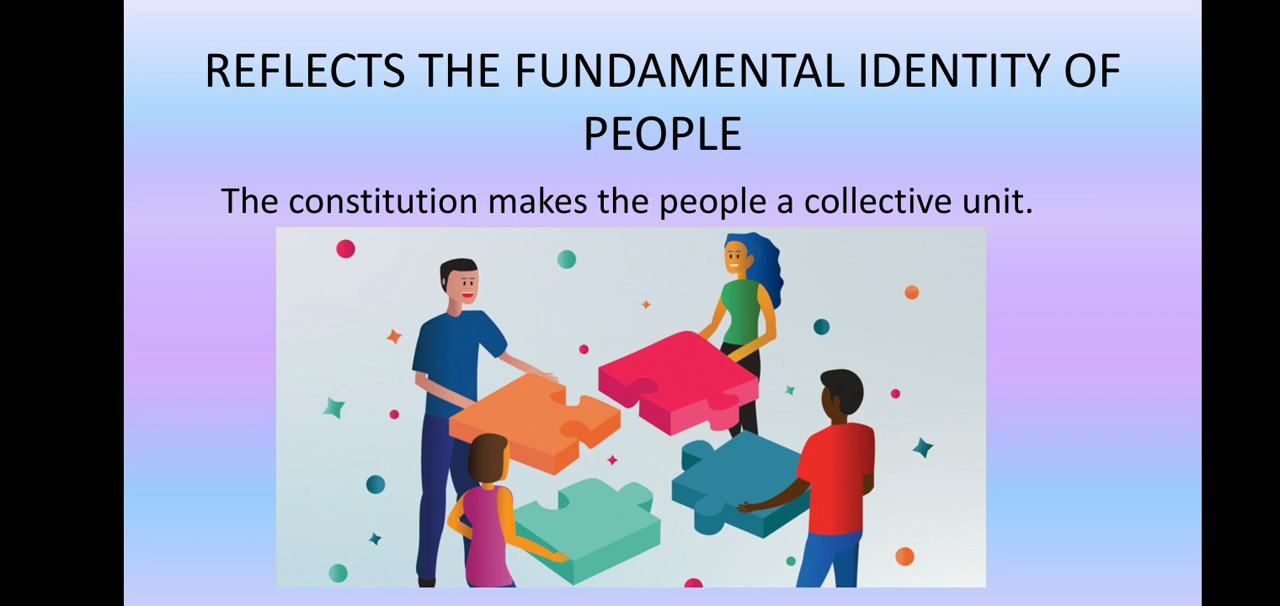 REFLECTS THE FUNDAMENTAL IDENTITY OF
PEOPLE
The constitution makes the people a collective unit.